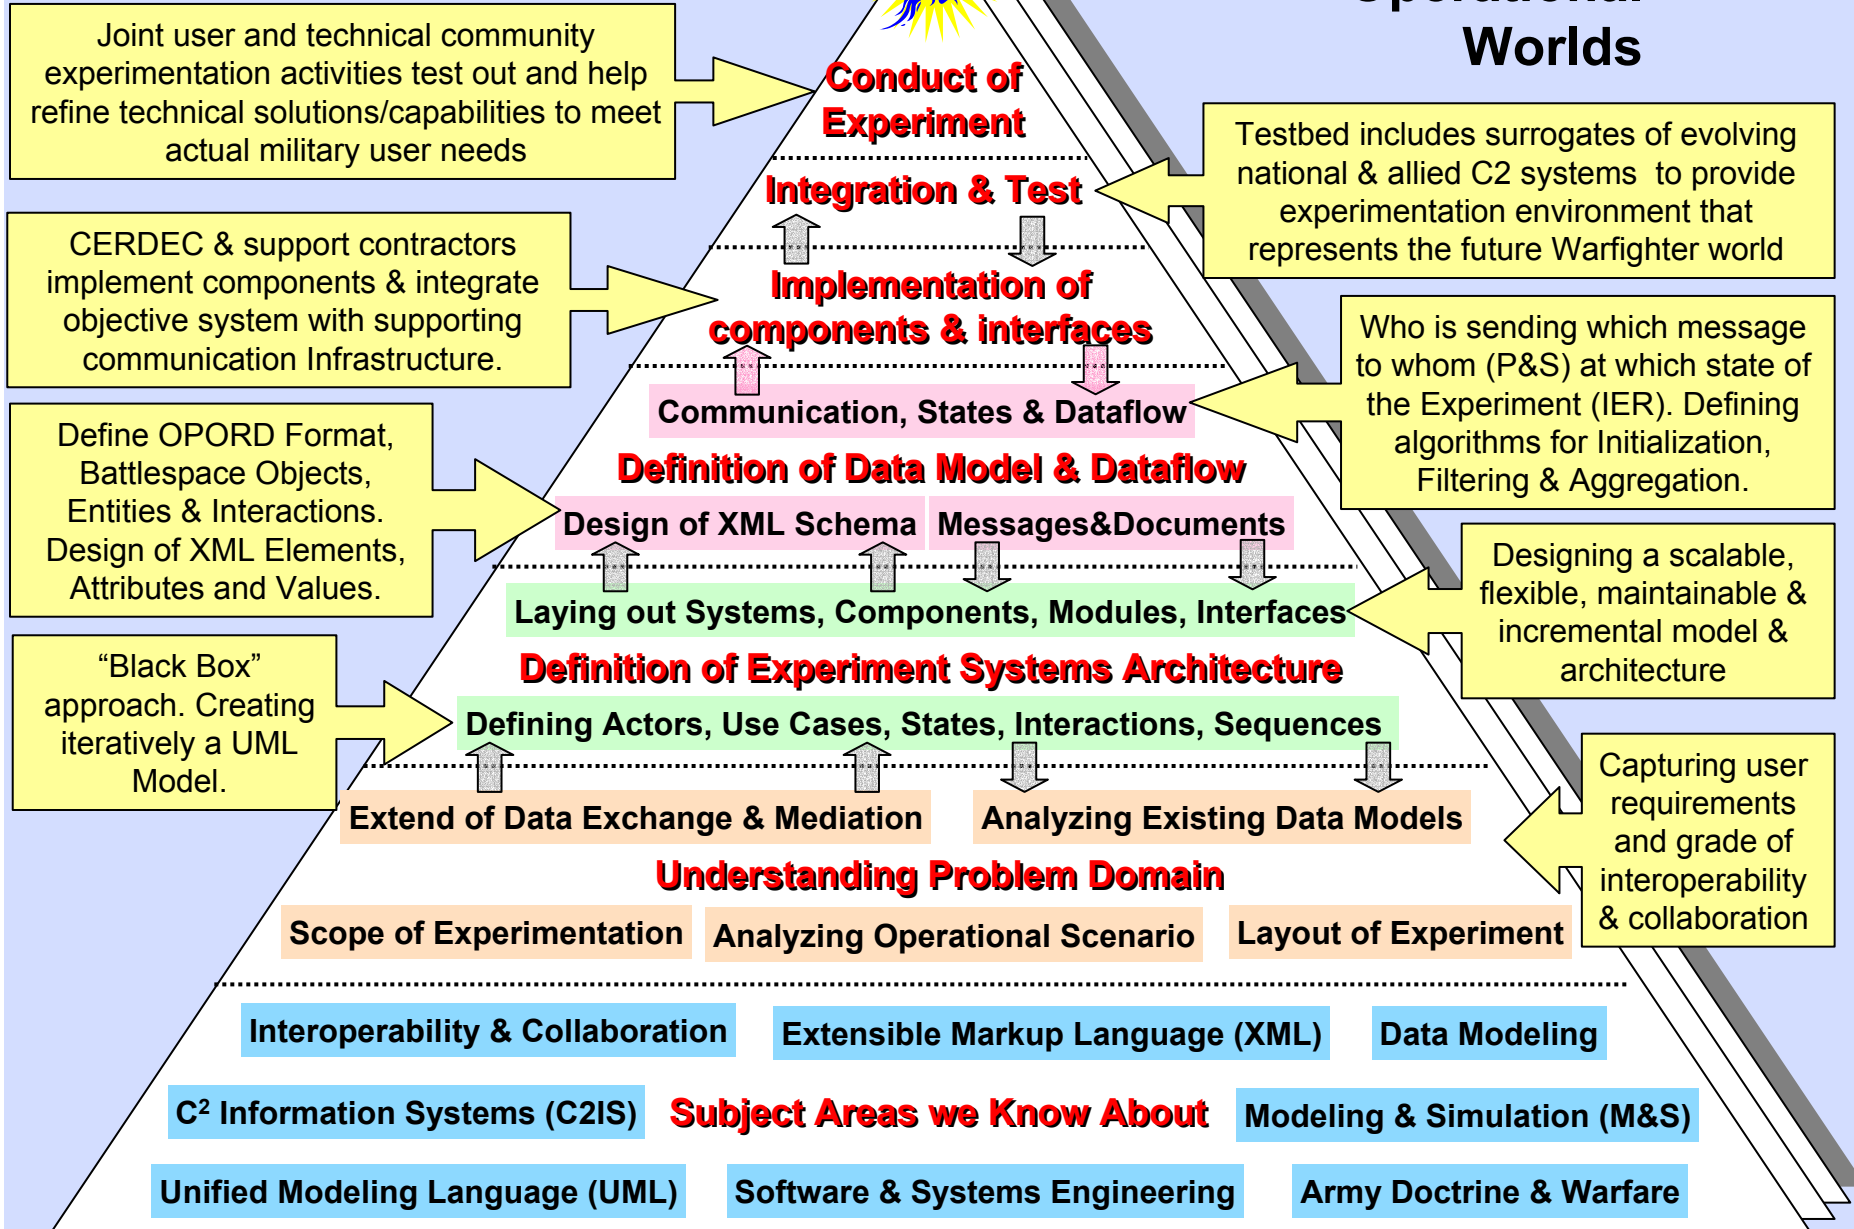 Operational
Worlds
Joint user and technical community
experimentation activities test out and help
refine technical solutions/capabilities to meet
actual military user needs
Conduct of
Experiment
Testbed includes surrogates of evolving
national & allied C2 systems to provide
experimentation environment that
represents the future Warfighter world
Integration & Test
CERDEC & support contractors
implement components & integrate
objective system with supporting
communication Infrastructure.
Implementation of
components & interfaces
Who is sending which message
to whom (P&S) at which state of
the Experiment (IER). Defining
algorithms for Initialization,
Filtering & Aggregation.
Communication, States & Dataflow
Definition of Data Model & Dataflow
Define OPORD Format,
Battlespace Objects,
Entities & Interactions.
Design of XML Elements,
Attributes and Values.
Design of XML Schema
Messages&Documents
Designing a scalable,
flexible, maintainable &
incremental model &
architecture
Laying out Systems, Components, Modules, Interfaces
Definition of Experiment Systems Architecture
“Black Box”
approach. Creating
iteratively a UML
Model.
Defining Actors, Use Cases, States, Interactions, Sequences
Capturing user
requirements
and grade of
interoperability
& collaboration
Extend of Data Exchange & Mediation
Analyzing Existing Data Models
Understanding Problem Domain
Scope of Experimentation
Analyzing Operational Scenario
Layout of Experiment
Interoperability & Collaboration
Extensible Markup Language (XML)
Data Modeling
C² Information Systems (C2IS)
Subject Areas we Know About
Modeling & Simulation (M&S)
Unified Modeling Language (UML)
Software & Systems Engineering
Army Doctrine & Warfare